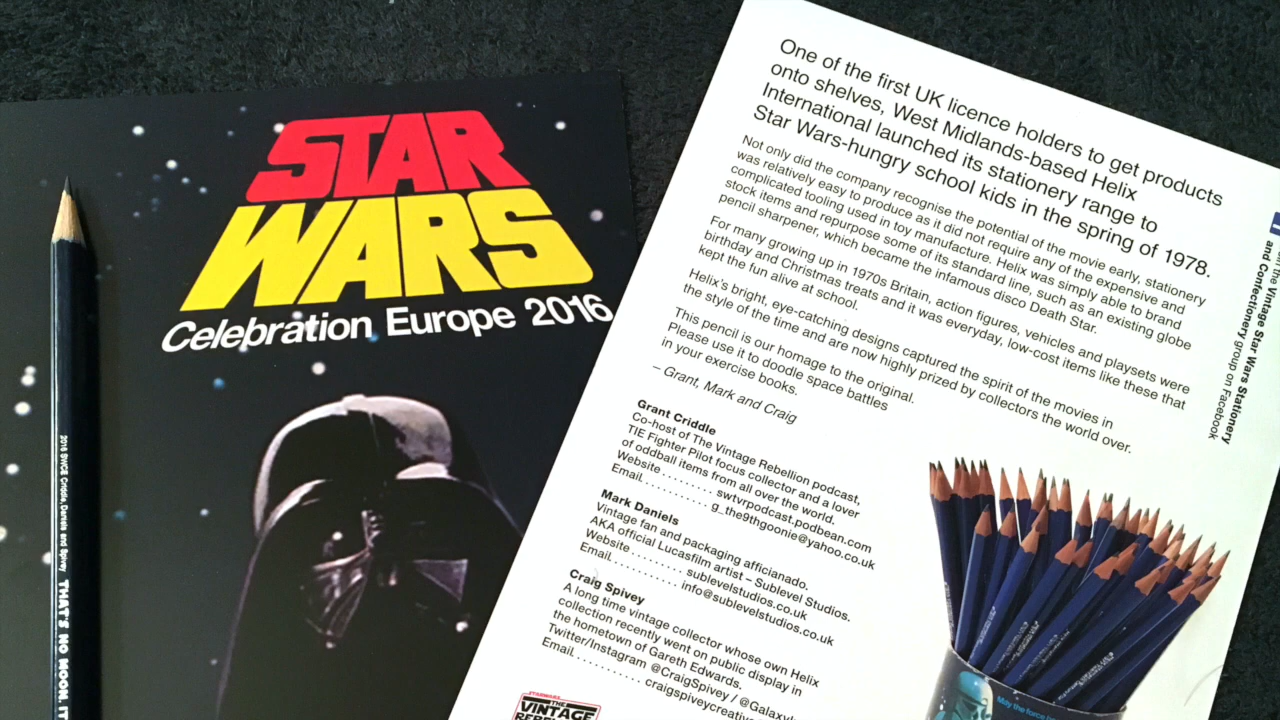 STAR
WARS
Celebration Europe 2016
2016 SWCE Criddle, Daniels and Spivey THAT'S NO MOON. IT
One of the first UK licence holders to get products
onto shelves, West Midlands-based Helix
International launched its stationery range to
Star Wars-hungry school kids in the spring of 1978.
Not only did the company recognise the potential of the movie early, stationery
was relatively easy to produce as it did not require any of the expensive and
complicated tooling used in toy manufacture. Helix was simply able to brand
stock items and repurpose some of its standard line, such as an existing globe
pencil sharpener, which became the infamous disco Death Star.
For many growing up in 1970s Britain, action figures, vehicles and playsets were
birthday and Christmas treats and it was everyday, low-cost items like these that
kept the fun alive at school.
Helix's bright, eye-catching designs captured the spirit of the movies in
the style of the time and are now highly prized by collectors the world over.
This pencil is our homage to the original.
Please use it to doodle space battles
in your exercise books.
– Grant, Mark and Craig
Grant Criddle
Co-host of The Vintage Rebellion podcast,
TIE Fighter Pilot focus collector and a lover
of oddball items from all over the world.
Website . . . . . . . . . swtvrpodcast.podbean.com
Email. . . . . . . . . . . g_the9thgoonie@yahoo.co.uk
Mark Daniels
Vintage fan and packaging afficionado.
AKA official Lucasfilm artist – Sublevel Studios.
Website . . . . . . . . . sublevelstudios.co.uk
Email. . . . . . . . . . . . info@sublevelstudios.co.uk
Craig Spivey
A long time vintage collector whose own Helix
collection recently went on public display in
the hometown of Gareth Edwards.
Twitter/Instagram @CraigSpivey / @Galaxy
Email. . . . . . . . . . craigspiveycreative
the Vintage Star Wars Stationery
and Confectionery group on Facebook
STAR WARS
THE
VINTAGE
REBEL
May the force be